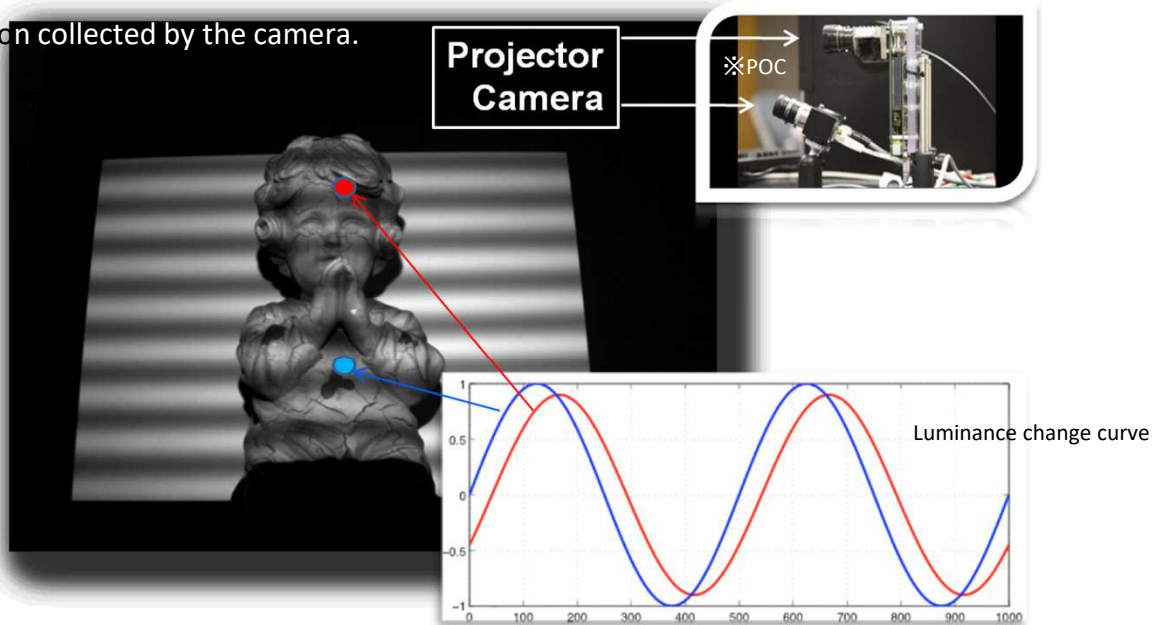 on collected by the camera.
Projector
Camera
※POC
Luminance change curve
1
0.5
0
-0.5
-1
0 100 200 300 400 500 600 700 800 900 1000